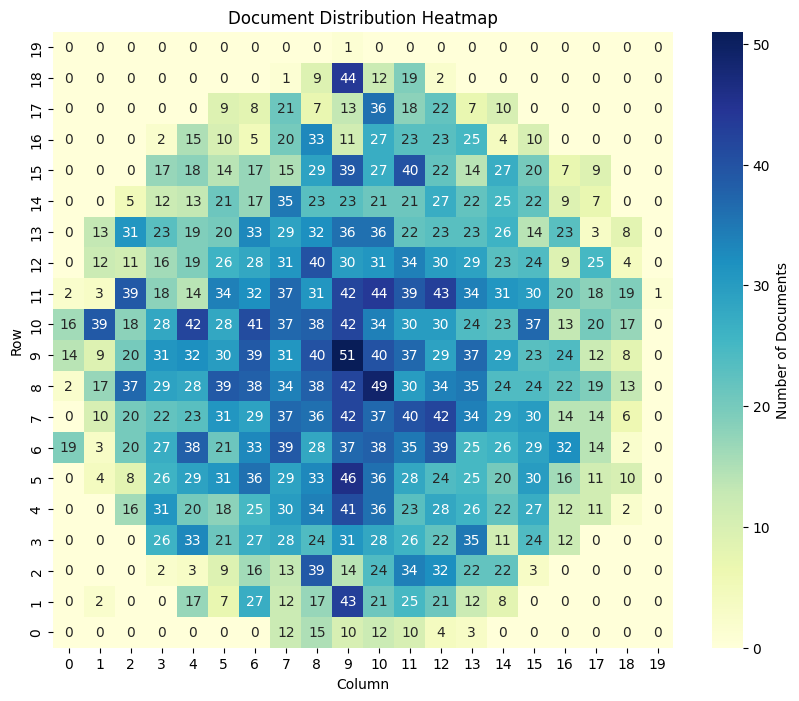 Document Distribution Heatmap
19 0 0 0 0 0 0 0 0 0 1 0 0 0 0 0 0 0 0 0 0
18 0 0 0 0 0 0 0 1 9 44 12 19 2 0 0 0 0 0 0 0
17 0 0 0 0 0 9 8 21 7 13 36 18 22 7 10 0 0 0 0 0
16 0 0 0 2 15 10 5 20 33 11 27 23 23 25 4 10 0 0 0 0
15 0 0 0 17 18 14 17 15 29 39 27 40 22 14 27 20 7 9 0 0
14 0 0 5 12 13 21 17 35 23 23 21 21 27 22 25 22 9 7 0 0
13 0 13 31 23 19 20 33 29 32 36 36 22 23 23 26 14 23 3 8 0
12 0 12 11 16 19 26 28 31 40 30 31 34 30 29 23 24 9 25 4 0
11 2 3 39 18 14 34 32 37 31 42 44 39 43 34 31 30 20 18 19 1
10 16 39 18 28 42 28 41 37 38 42 34 30 30 24 23 37 13 20 17 0
9 14 9 20 31 32 30 39 31 40 51 40 37 29 37 29 23 24 12 8 0
8 2 17 37 29 28 39 38 34 38 42 49 30 34 35 24 24 22 19 13 0
7 0 10 20 22 23 31 29 37 36 42 37 40 42 34 29 30 14 14 6 0
6 19 3 20 27 38 21 33 39 28 37 38 35 39 25 26 29 32 14 2 0
5 0 4 8 26 29 31 36 29 33 46 36 28 24 25 20 30 16 11 10 0
4 0 0 16 31 20 18 25 30 34 41 36 23 28 26 22 27 12 11 2 0
3 0 0 0 26 33 21 27 28 24 31 28 26 22 35 11 24 12 0 0 0
2 0 0 0 2 3 9 16 13 39 14 24 34 32 22 22 3 0 0 0 0
1 0 2 0 0 17 7 27 12 17 43 21 25 21 12 8 0 0 0 0 0
0 0 0 0 0 0 0 0 12 15 10 12 10 4 3 0 0 0 0 0 0
0 1 2 3 4 5 6 7 8 9 10 11 12 13 14 15 16 17 18 19
Column
Row
50
40
30
20
10
0
Number of Documents